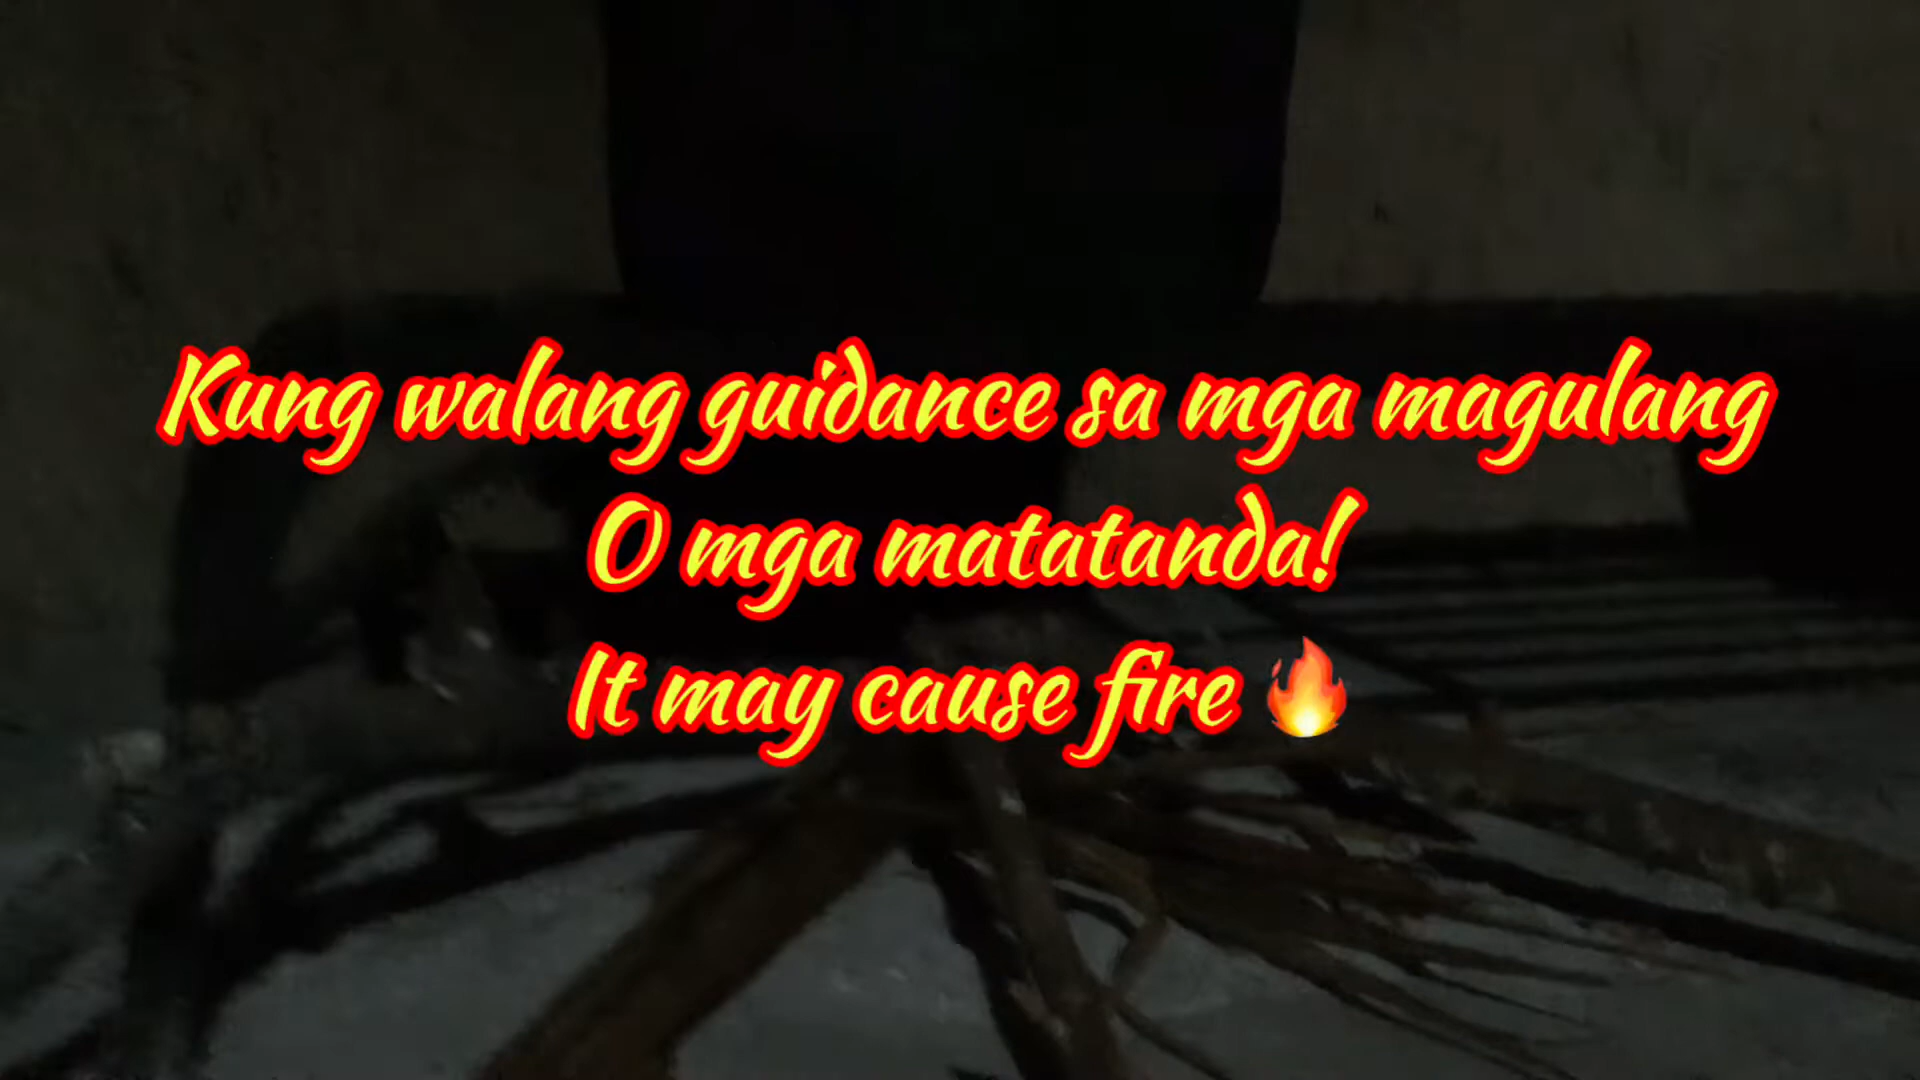 Kung walang guidance sa mga magulang
O mga matatanda!
It may cause fire 🔥